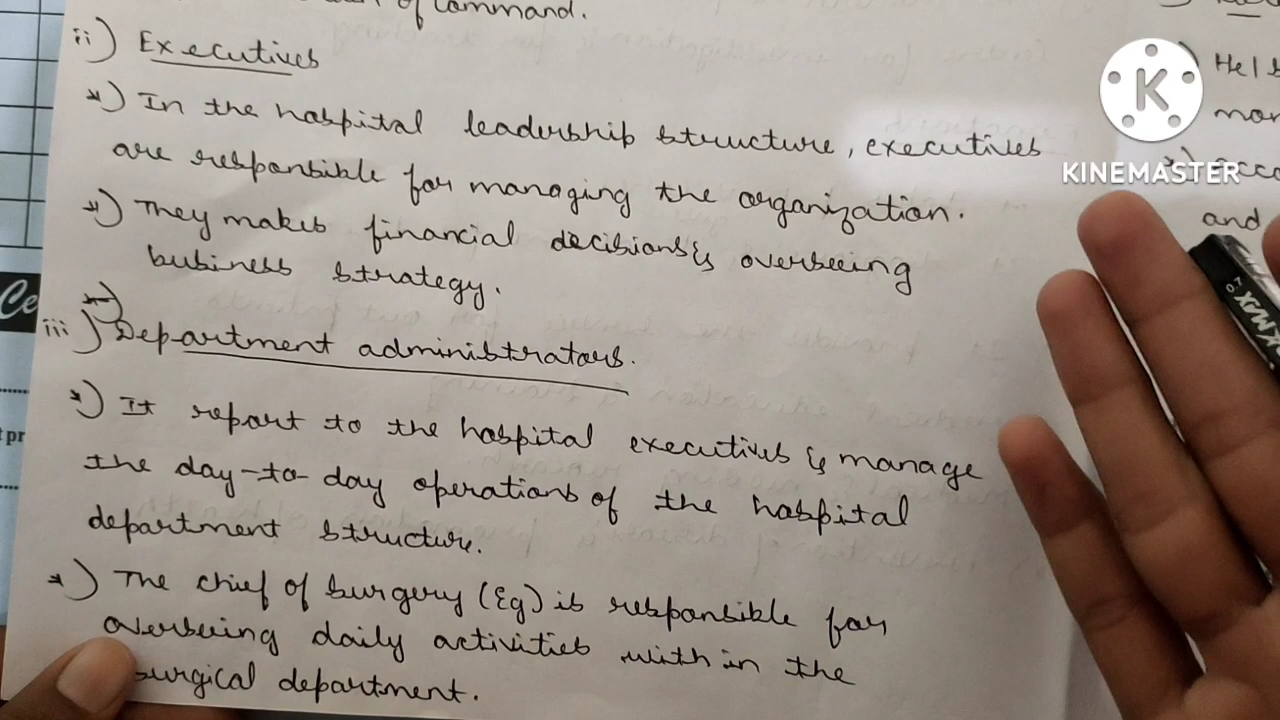 of command.
ii) Executives
*) In the hospital leadership structure, executives
are responsible for managing the organization.
*) They makes financial decisions & overseeing
business strategy.
iii) Department administrators.
*) It report to the hospital executives & manage
the day-to-day operations of the hospital
department structure.
*) The chief of surgery (Eg) is responsible for
overseeing daily activities with in the
surgical department.
and
K
KINEMASTER